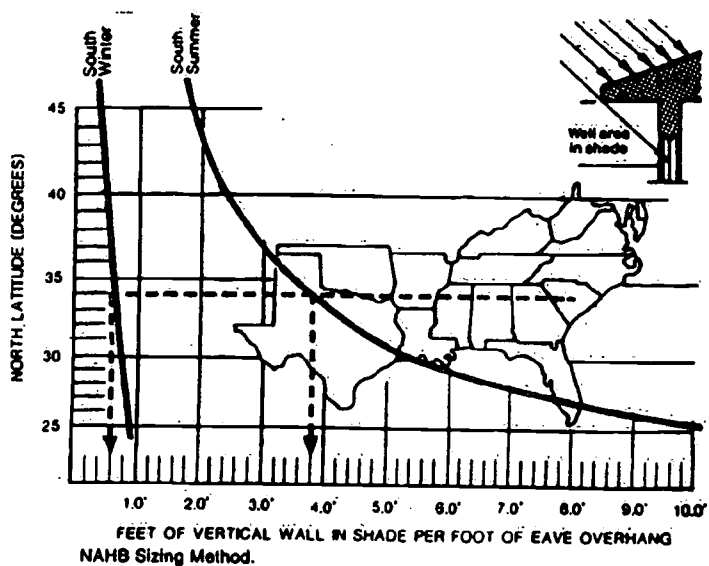 South
Winter
South
Summer
Wall area
in shade
NORTH LATITUDE (DEGREES)
45
40
35
30
25
1.0'
2.0'
3.0'
4.0'
5.0'
6.0'
7.0'
8.0'
9.0'
10.0'
FEET OF VERTICAL WALL IN SHADE PER FOOT OF EAVE OVERHANG
NAHB Sizing Method.